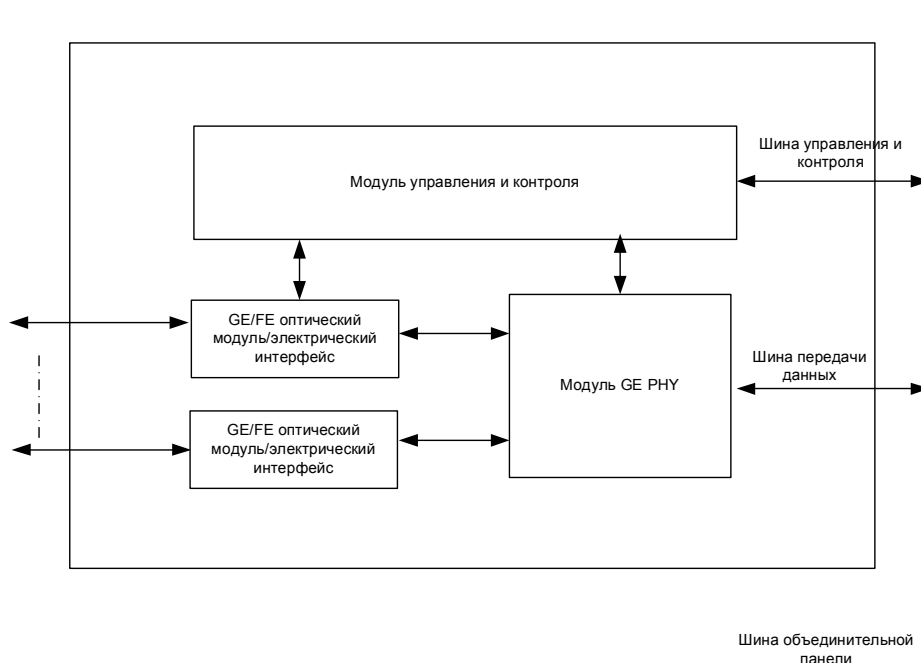 Шина управления и
контроля
Модуль управления и контроля
GE/FE оптический
модуль/электрический
интерфейс
Шина передачи
данных
Модуль GE PHY
GE/FE оптический
модуль/электрический
интерфейс
Шина объединительной
панели